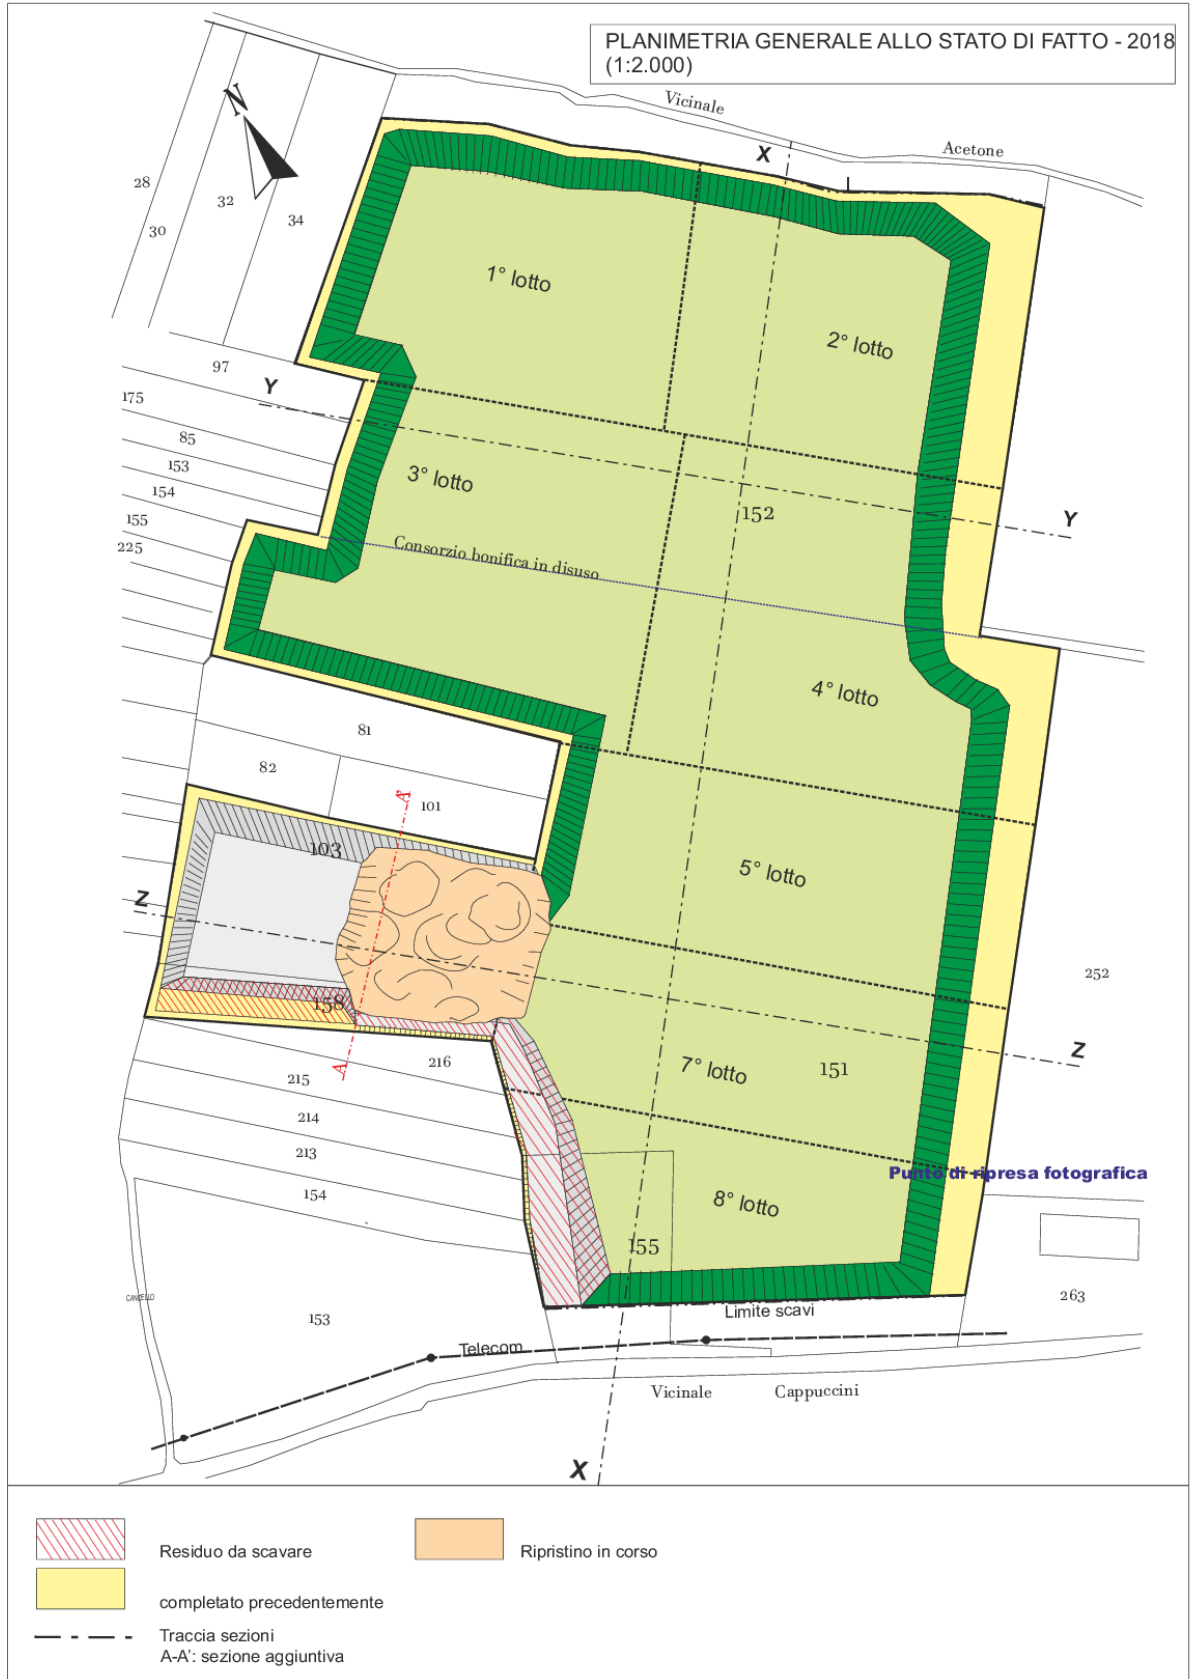 PLANIMETRIA GENERALE ALLO STATO DI FATTO - 2018
(1:2.000)
Vicinale
Acetone
N
X
28
32
34
30
1° lotto
2° lotto
97
Y
175
85
153
154
155
225
3° lotto
152
Y
Consorzio bonifica in disuso
4° lotto
81
82
101
A'
103
5° lotto
Z
252
158
216
Z
A
215
7° lotto
151
214
213
154
Punto di ripresa fotografica
8° lotto
155
CANCELLO
153
263
Limite scavi
Telecom
Vicinale
Cappuccini
X
Residuo da scavare
Ripristino in corso
completato precedentemente
Traccia sezioni
A-A': sezione aggiuntiva